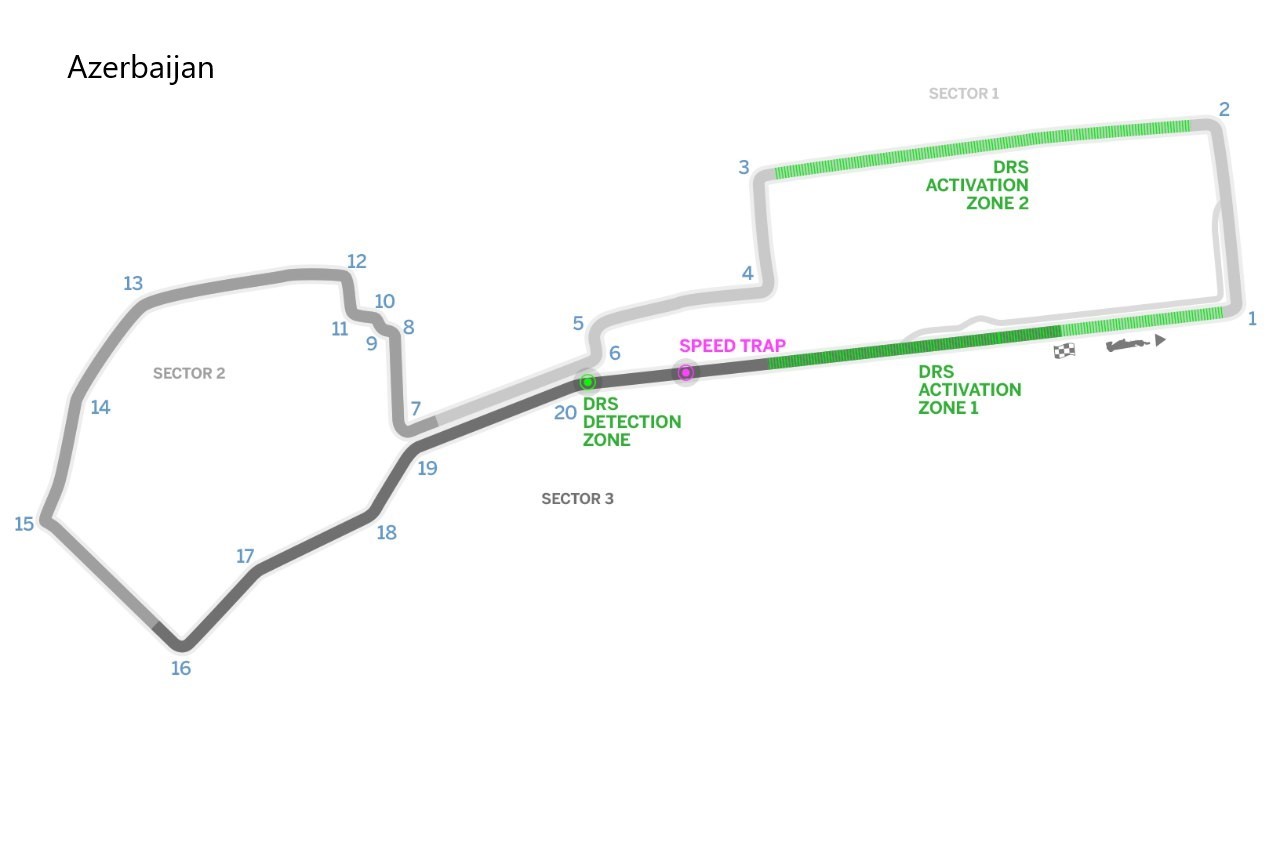 Azerbaijan
SECTOR 1
2
3
DRS
ACTIVATION
ZONE 2
12
4
13
10
5
11
8
1
9
SPEED TRAP
6
SECTOR 2
DRS
ACTIVATION
ZONE 1
14
7
20
DRS
DETECTION
ZONE
19
SECTOR 3
15
18
17
16